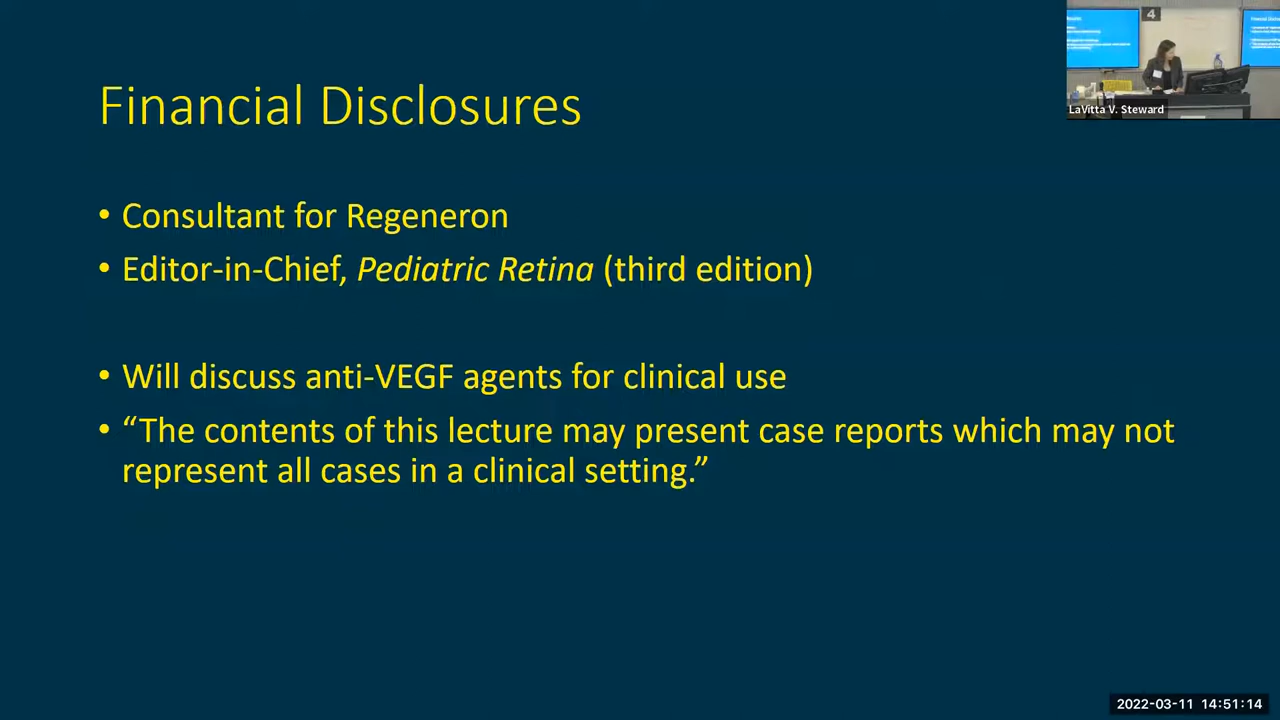 Financial Disclosures
• Consultant for Regeneron
• Editor-in-Chief, Pediatric Retina (third edition)
• Will discuss anti-VEGF agents for clinical use
• “The contents of this lecture may present case reports which may not
represent all cases in a clinical setting.”
4
LaVitta V. Steward
2022-03-11 14:51:14